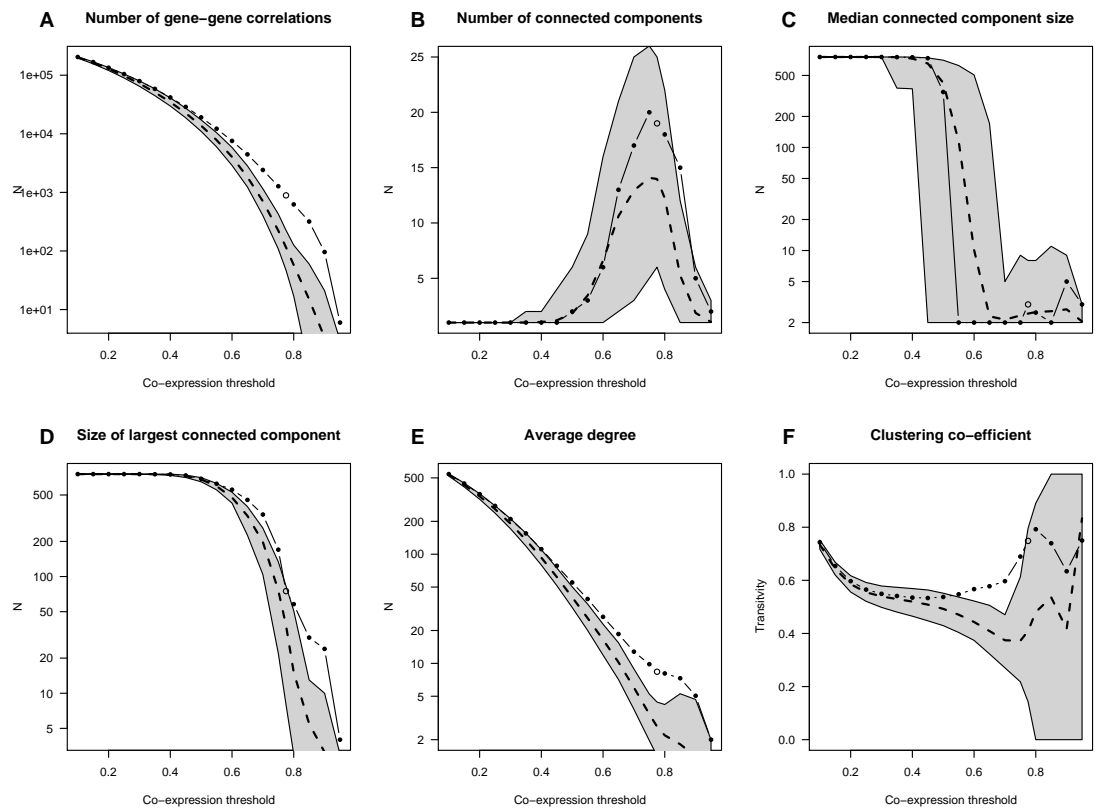 A Number of gene−gene correlations
1e+05
1e+04
1e+03
1e+02
1e+01
N
0.2 0.4 0.6 0.8
Co−expression threshold
B Number of connected components
25
20
15
10
5
N
0.2 0.4 0.6 0.8
Co−expression threshold
C Median connected component size
500
200
100
50
20
10
5
2
N
0.2 0.4 0.6 0.8
Co−expression threshold
D Size of largest connected component
500
200
100
50
20
10
5
N
0.2 0.4 0.6 0.8
Co−expression threshold
E Average degree
500
200
100
50
20
10
5
2
N
0.2 0.4 0.6 0.8
Co−expression threshold
F Clustering co−efficient
1.0
0.8
0.6
0.4
0.2
0.0
Transitvity
0.2 0.4 0.6 0.8
Co−expression threshold